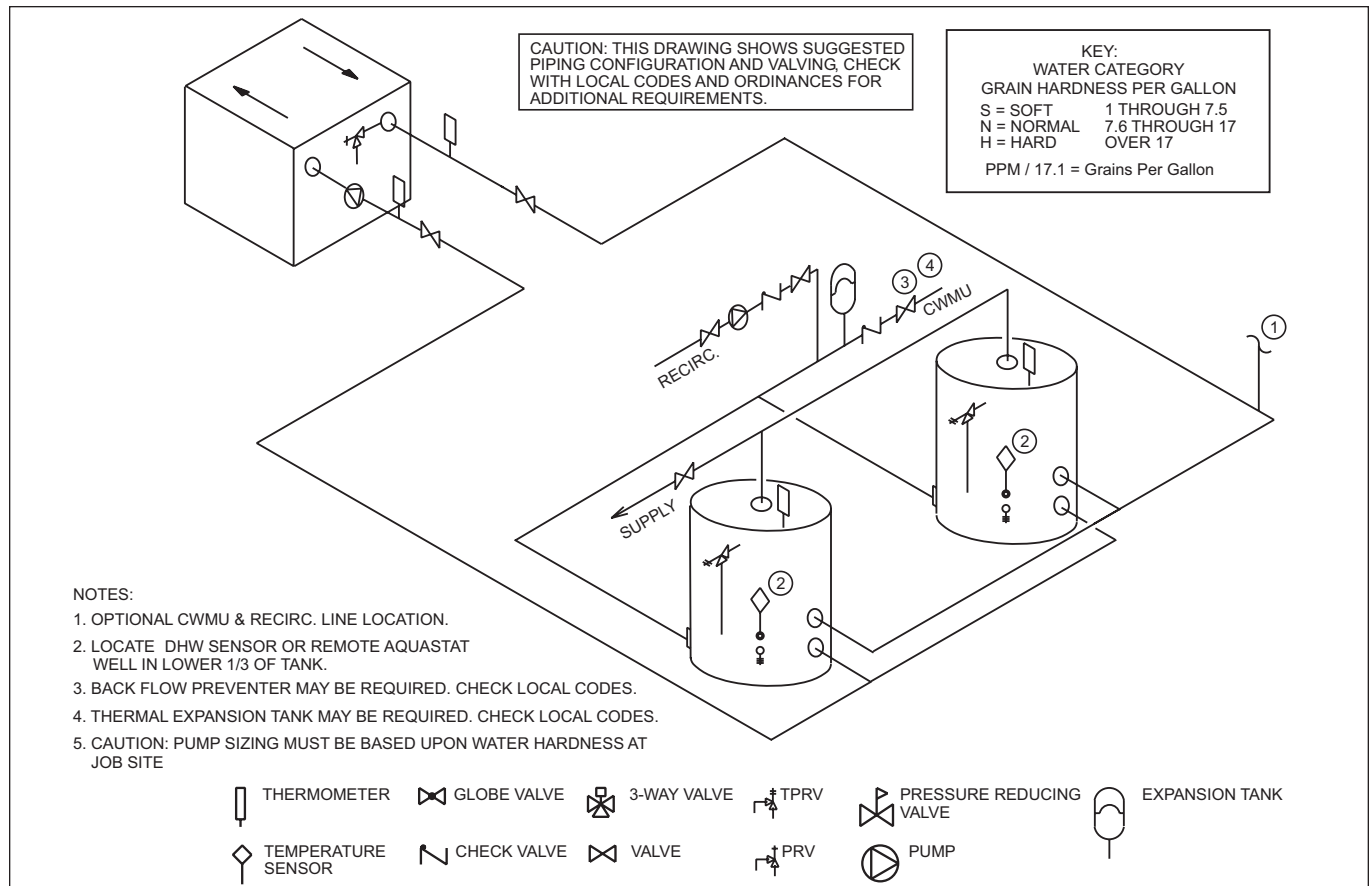 CAUTION: THIS DRAWING SHOWS SUGGESTED
PIPING CONFIGURATION AND VALVING, CHECK
WITH LOCAL CODES AND ORDINANCES FOR
ADDITIONAL REQUIREMENTS.
KEY:
WATER CATEGORY
GRAIN HARDNESS PER GALLON
S = SOFT 1 THROUGH 7.5
N = NORMAL 7.6 THROUGH 17
H = HARD OVER 17
PPM / 17.1 = Grains Per Gallon
3
4
CWMU
RECIRC.
1
2
SUPPLY
2
NOTES:
1. OPTIONAL CWMU & RECIRC. LINE LOCATION.
2. LOCATE DHW SENSOR OR REMOTE AQUASTAT
WELL IN LOWER 1/3 OF TANK.
3. BACK FLOW PREVENTER MAY BE REQUIRED. CHECK LOCAL CODES.
4. THERMAL EXPANSION TANK MAY BE REQUIRED. CHECK LOCAL CODES.
5. CAUTION: PUMP SIZING MUST BE BASED UPON WATER HARDNESS AT
JOB SITE
THERMOMETER
GLOBE VALVE
3-WAY VALVE
TPRV
PRESSURE REDUCING
VALVE
EXPANSION TANK
TEMPERATURE
SENSOR
CHECK VALVE
VALVE
PRV
PUMP